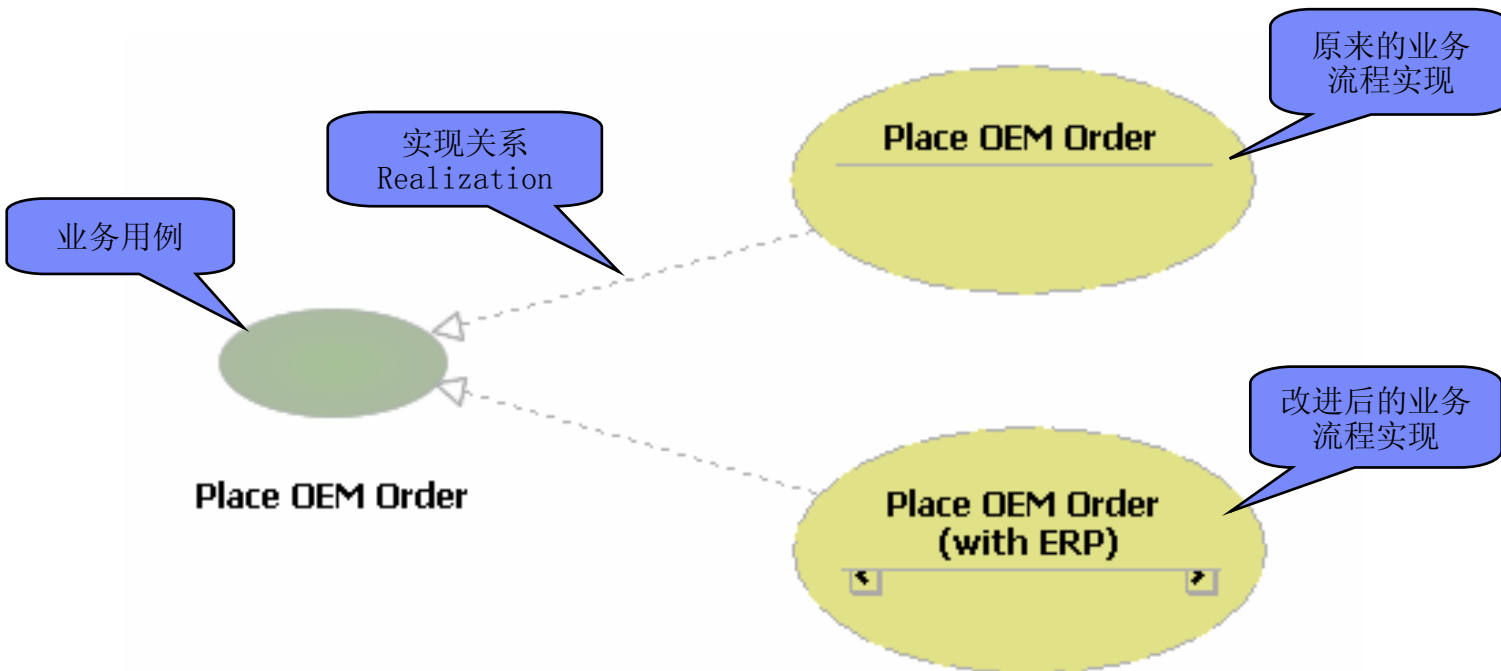 原来的业务
流程实现
实现关系
Realization
Place OEM Order
业务用例
改进后的业务
流程实现
Place OEM Order
Place OEM Order
(with ERP)